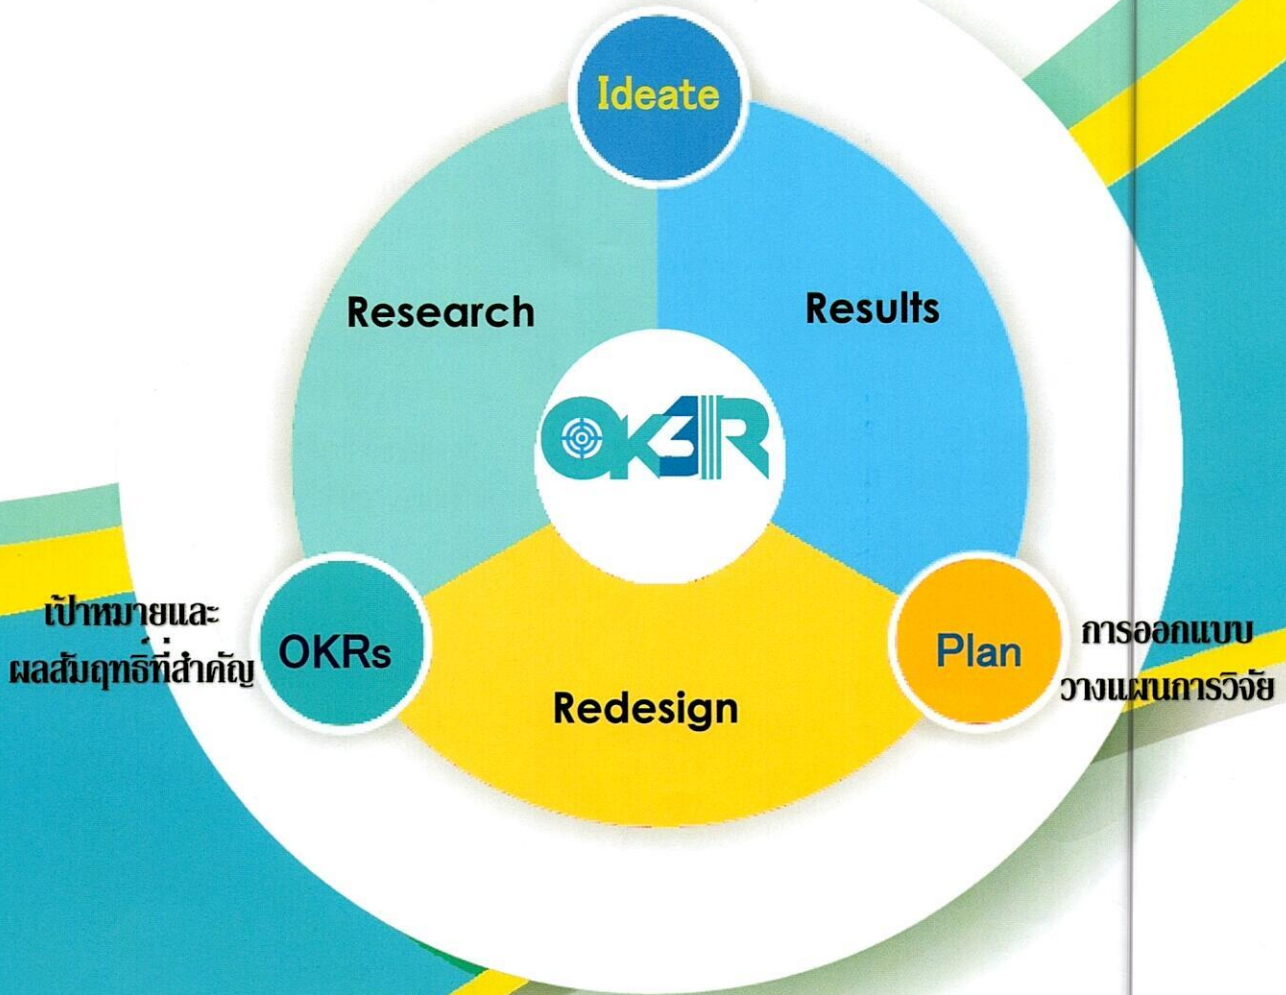 Ideate
Research
Results
OK3R
เป้าหมายและ
ผลสัมฤทธิ์ที่สำคัญ
OKRs
Plan
การออกแบบ
วางแผนการวิจัย
Redesign